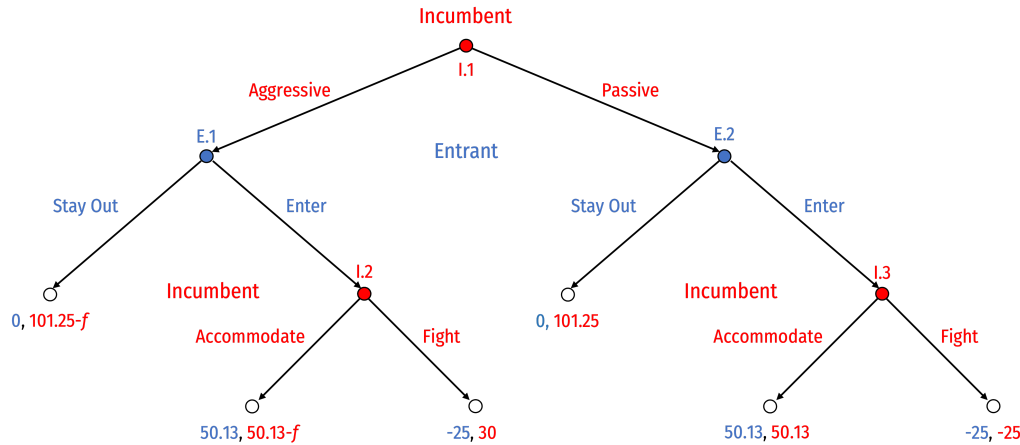 Incumbent
I.1
Aggressive
Passive
E.1
E.2
Entrant
Stay Out
Enter
Stay Out
Enter
I.2
I.3
Incumbent
Incumbent
0, 101.25-f
0, 101.25
Accommodate
Fight
Accommodate
Fight
50.13, 50.13-f
-25, 30
50.13, 50.13
-25, -25